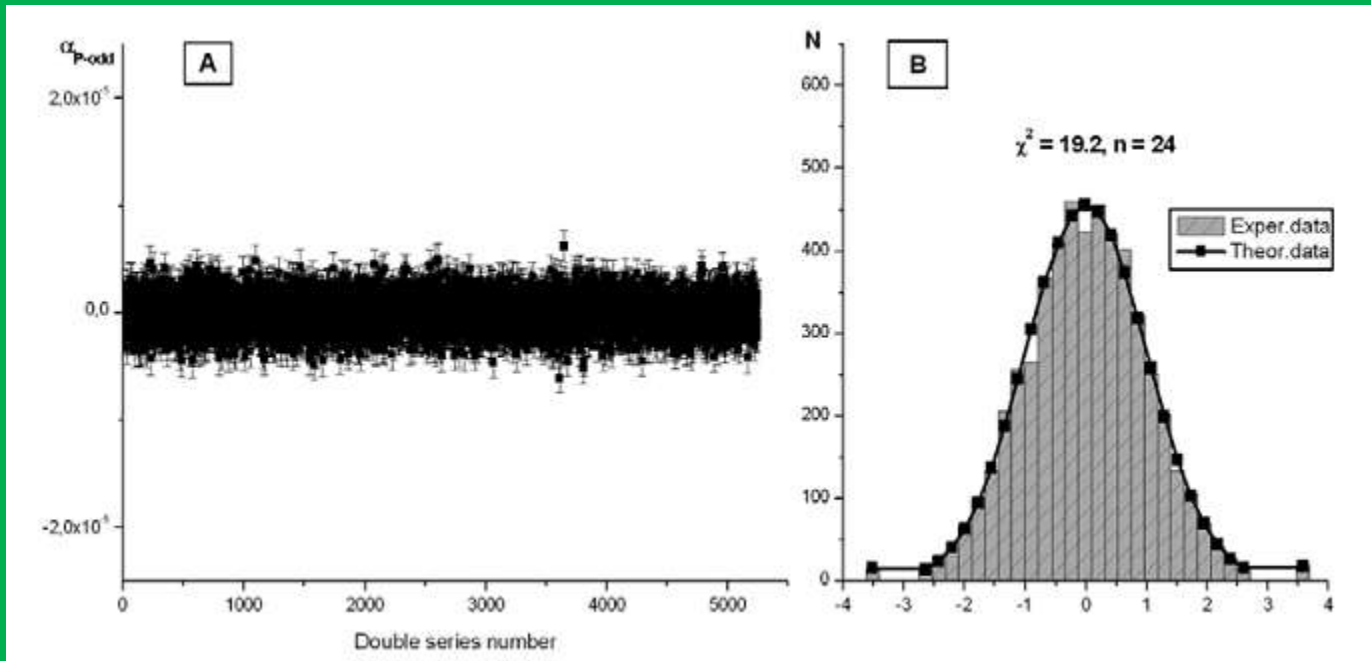 α P-odd
A
2,0x10⁻⁵
0,0
-2,0x10⁻⁵
0 1000 2000 3000 4000 5000
Double series number
N
B
χ² = 19.2, n = 24
Exper.data
Theor.data
600
500
400
300
200
100
0
-4 -3 -2 -1 0 1 2 3 4